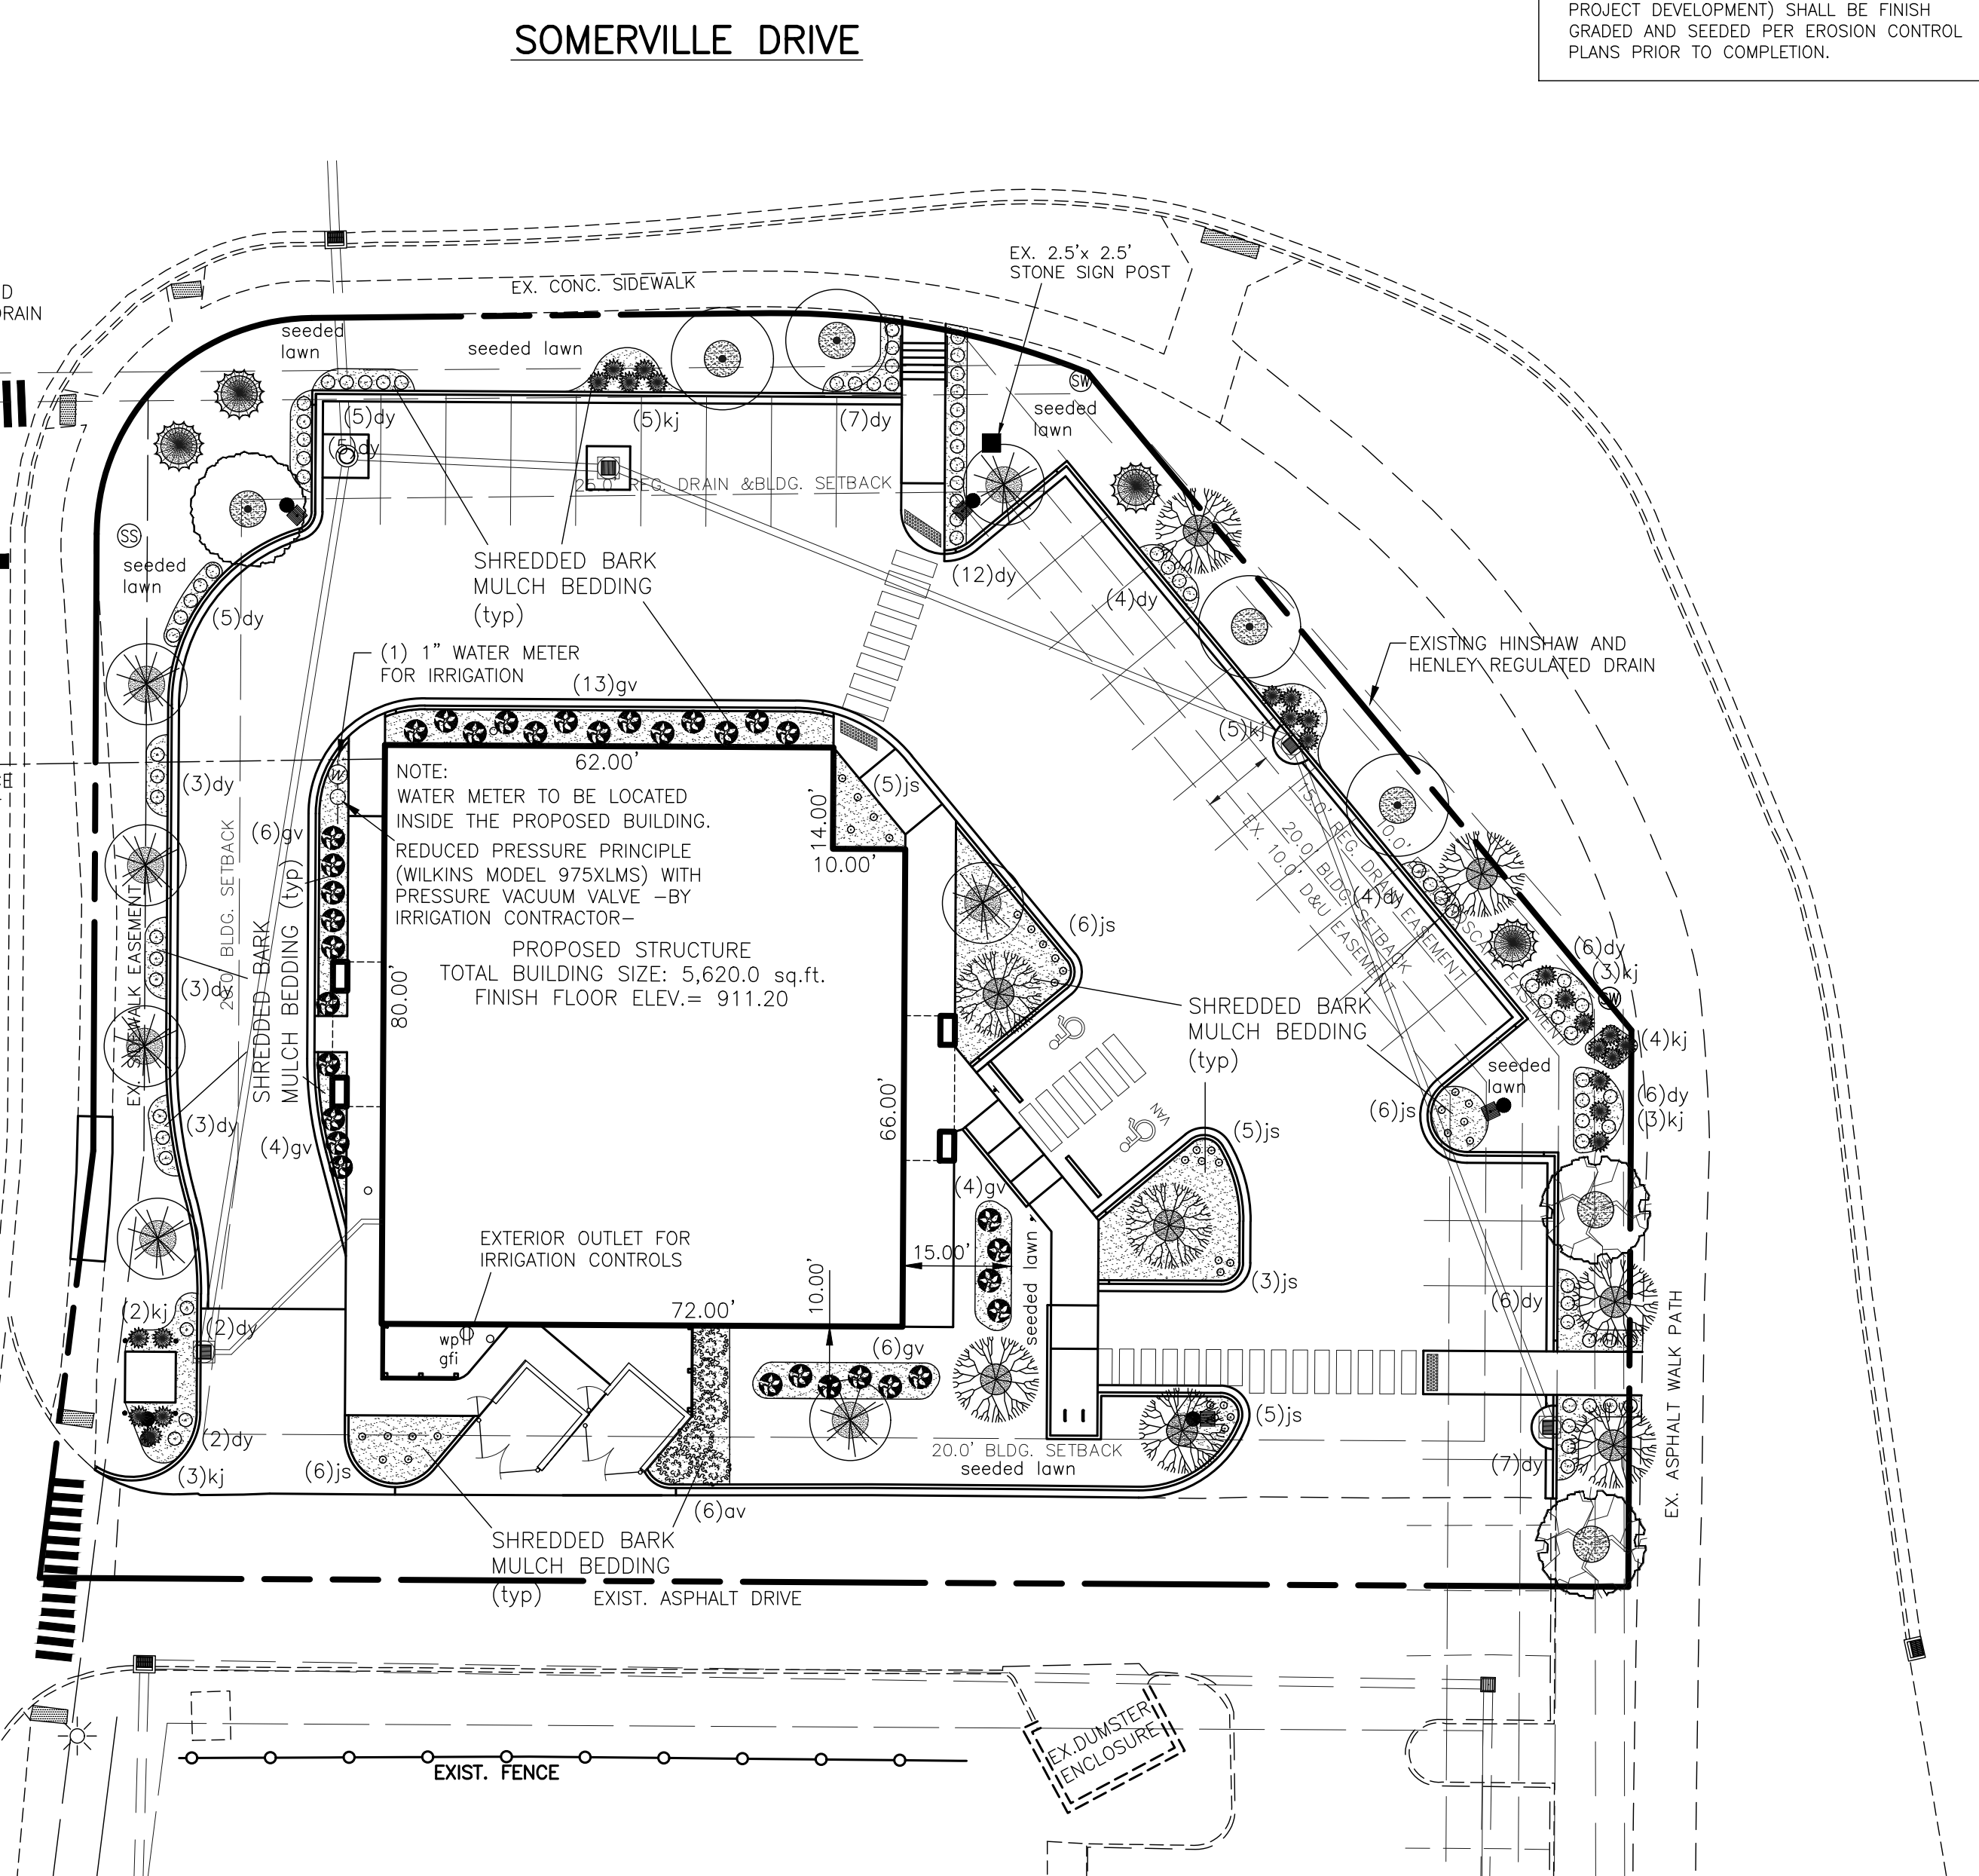 SOMERVILLE DRIVE
PROJECT DEVELOPMENT) SHALL BE FINISH
GRADED AND SEEDED PER EROSION CONTROL
PLANS PRIOR TO COMPLETION.
EX. 2.5'x 2.5'
STONE SIGN POST
D
DRAIN
EX. CONC. SIDEWALK
seeded
lawn
seeded lawn
(5)dy
(5)dy
(5)kj
(7)dy
SW
seeded
lawn
25.0' REG. DRAIN &BLDG. SETBACK
SS
seeded
lawn
SHREDDED BARK
MULCH BEDDING
(typ)
(12)dy
(4)dy
(5)dy
EXISTING HINSHAW AND
HENLEY REGULATED DRAIN
(1) 1" WATER METER
FOR IRRIGATION
(13)gv
(5)kj
62.00'
W
NOTE:
WATER METER TO BE LOCATED
INSIDE THE PROPOSED BUILDING.
(5)js
14.00'
10.00'
(3)dy
CE
(6)gv
REDUCED PRESSURE PRINCIPLE
(WILKINS MODEL 975XLMS) WITH
PRESSURE VACUUM VALVE -BY
IRRIGATION CONTRACTOR-
PROPOSED STRUCTURE
TOTAL BUILDING SIZE: 5,620.0 sq.ft.
FINISH FLOOR ELEV.= 911.20
80.00'
20.0' BLDG. SETBACK
SHREDDED BARK
MULCH BEDDING (typ)
EX. SIDEWALK EASEMENT
(3)dy
(6)js
15.0' REG. DRAIN EASEMENT
20.0' BLDG. SETBACK
EX. 10.0' D&U EASEMENT
(4)dy
(6)dy
(3)kj
SW
(4)kj
SHREDDED BARK
MULCH BEDDING
(typ)
seeded
lawn
(6)js
(6)dy
(3)kj
66.00'
VAN
(5)js
(3)dy
(4)gv
(4)gv
EXTERIOR OUTLET FOR
IRRIGATION CONTROLS
15.00'
seeded lawn
(3)js
10.00'
72.00'
(2)kj
(2)dy
wp
gfi
(6)gv
(6)dy
EX. ASPHALT WALK PATH
(2)dy
(3)kj
(6)js
(5)js
20.0' BLDG. SETBACK
seeded lawn
(7)dy
(6)av
SHREDDED BARK
MULCH BEDDING
(typ)
EXIST. ASPHALT DRIVE
EX.DUMSTER
ENCLOSURE
EXIST. FENCE